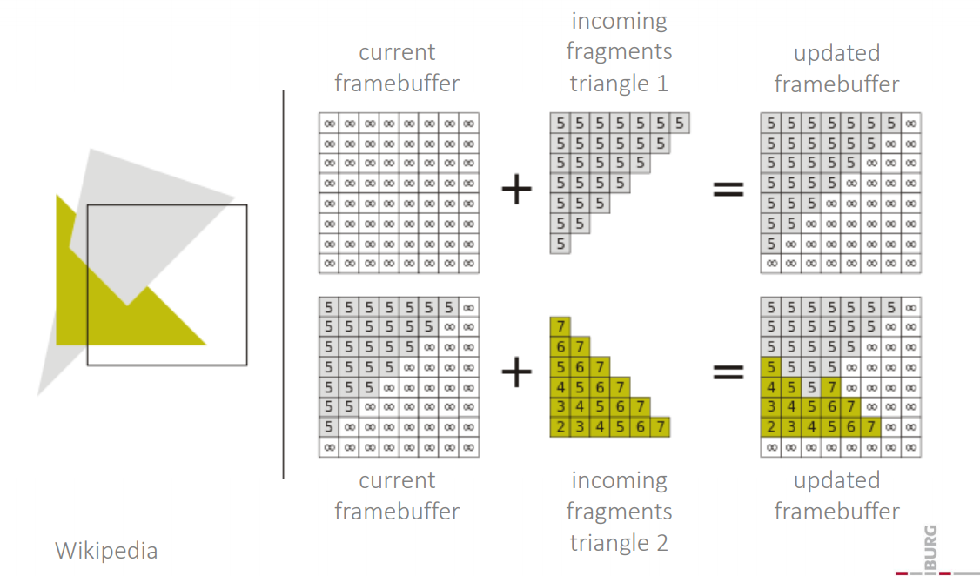 current
framebuffer
incoming
fragments
triangle 1
updated
framebuffer
∞ ∞ ∞ ∞ ∞ ∞ ∞ ∞
∞ ∞ ∞ ∞ ∞ ∞ ∞ ∞
∞ ∞ ∞ ∞ ∞ ∞ ∞ ∞
∞ ∞ ∞ ∞ ∞ ∞ ∞ ∞
∞ ∞ ∞ ∞ ∞ ∞ ∞ ∞
∞ ∞ ∞ ∞ ∞ ∞ ∞ ∞
∞ ∞ ∞ ∞ ∞ ∞ ∞ ∞
∞ ∞ ∞ ∞ ∞ ∞ ∞ ∞
+
5 5 5 5 5 5 5
5 5 5 5 5 5
5 5 5 5 5
5 5 5 5
5 5 5
5 5
5
=
5 5 5 5 5 5 5 ∞
5 5 5 5 5 5 ∞ ∞
5 5 5 5 5 ∞ ∞ ∞
5 5 5 5 ∞ ∞ ∞ ∞
5 5 5 ∞ ∞ ∞ ∞ ∞
5 5 ∞ ∞ ∞ ∞ ∞ ∞
5 ∞ ∞ ∞ ∞ ∞ ∞ ∞
∞ ∞ ∞ ∞ ∞ ∞ ∞ ∞
5 5 5 5 5 5 5 ∞
5 5 5 5 5 5 ∞ ∞
5 5 5 5 5 ∞ ∞ ∞
5 5 5 5 ∞ ∞ ∞ ∞
5 5 5 ∞ ∞ ∞ ∞ ∞
5 5 ∞ ∞ ∞ ∞ ∞ ∞
5 ∞ ∞ ∞ ∞ ∞ ∞ ∞
∞ ∞ ∞ ∞ ∞ ∞ ∞ ∞
+
7
6 7
5 6 7
4 5 6 7
3 4 5 6 7
2 3 4 5 6 7
=
5 5 5 5 5 5 5 ∞
5 5 5 5 5 5 ∞ ∞
5 5 5 5 5 ∞ ∞ ∞
5 5 5 5 ∞ ∞ ∞ ∞
4 5 5 7 ∞ ∞ ∞ ∞
3 4 5 6 7 ∞ ∞ ∞
2 3 4 5 6 7 ∞ ∞
∞ ∞ ∞ ∞ ∞ ∞ ∞ ∞
current
framebuffer
incoming
fragments
triangle 2
updated
framebuffer
Wikipedia
BURG